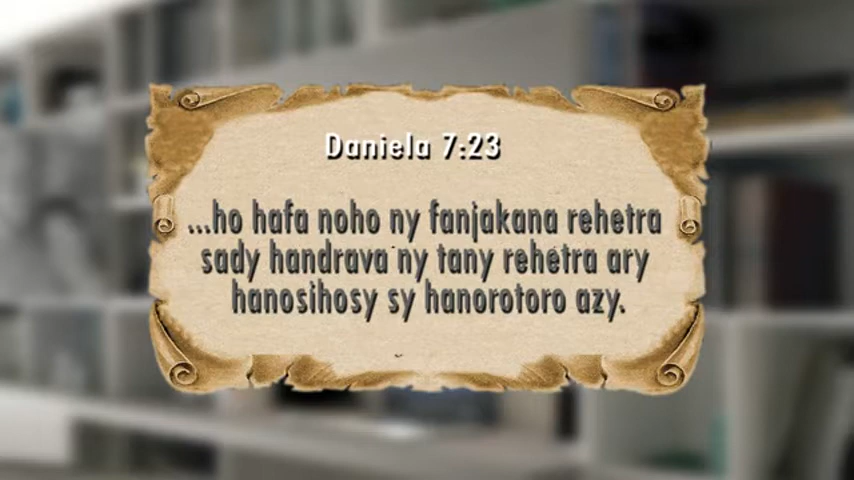 Daniela 7:23
...ho hafa noho ny fanjakana rehetra
sady handrava ny tany rehetra ary
hanosihosy sy hanorotoro azy.